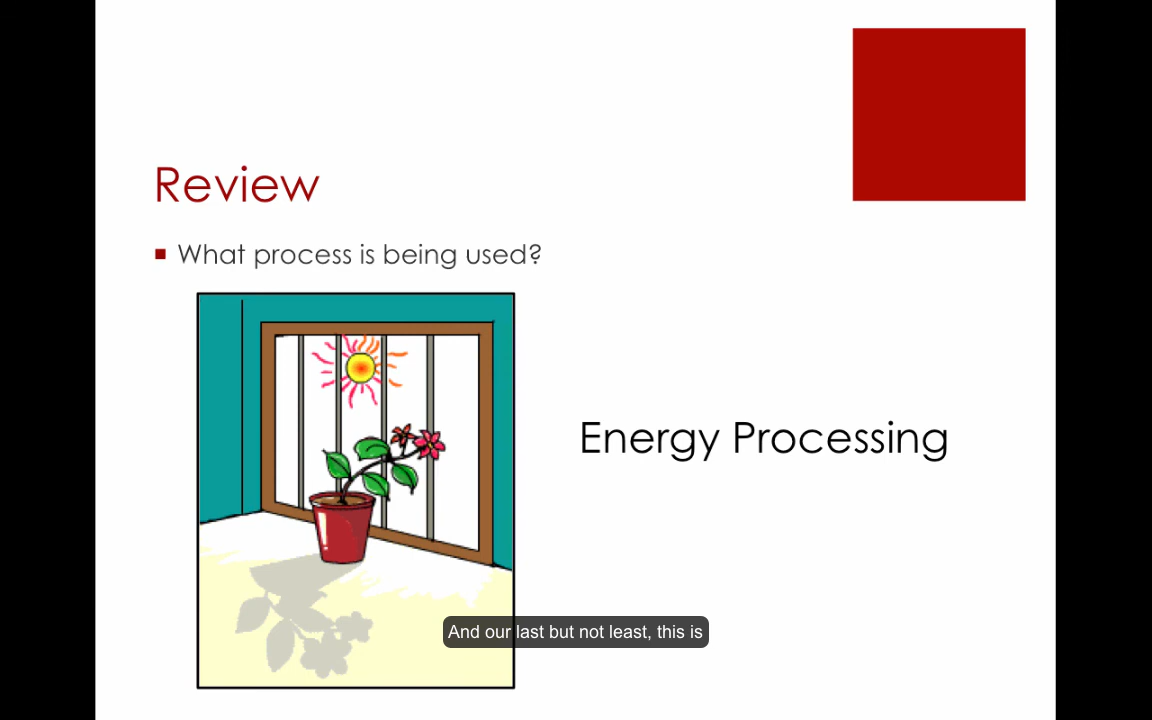 Review
What process is being used?
Energy Processing
And our last but not least, this is